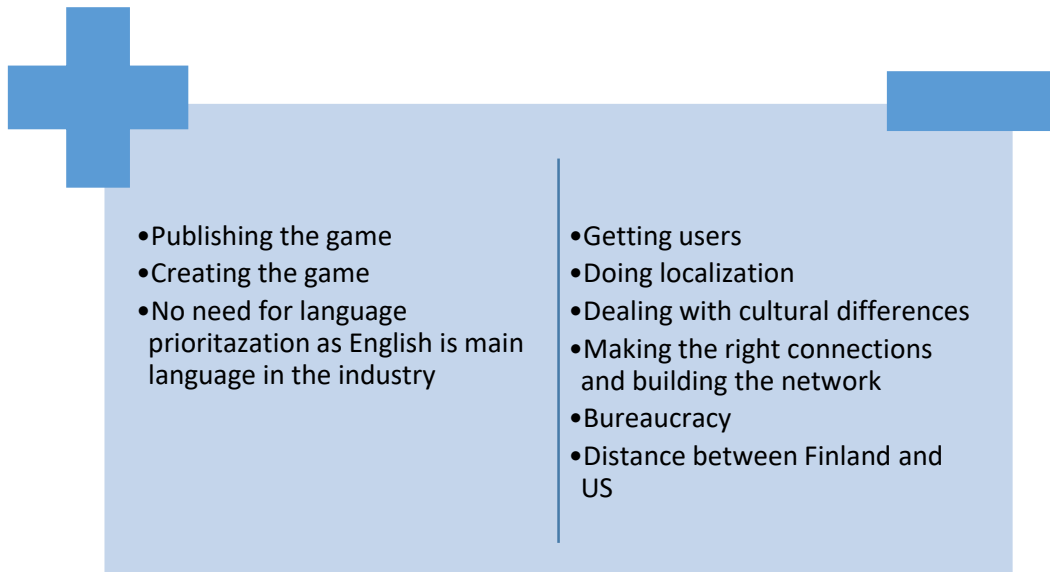 •Publishing the game
•Creating the game
•No need for language
prioritazation as English is main
language in the industry
•Getting users
•Doing localization
•Dealing with cultural differences
•Making the right connections
and building the network
•Bureaucracy
•Distance between Finland and
US